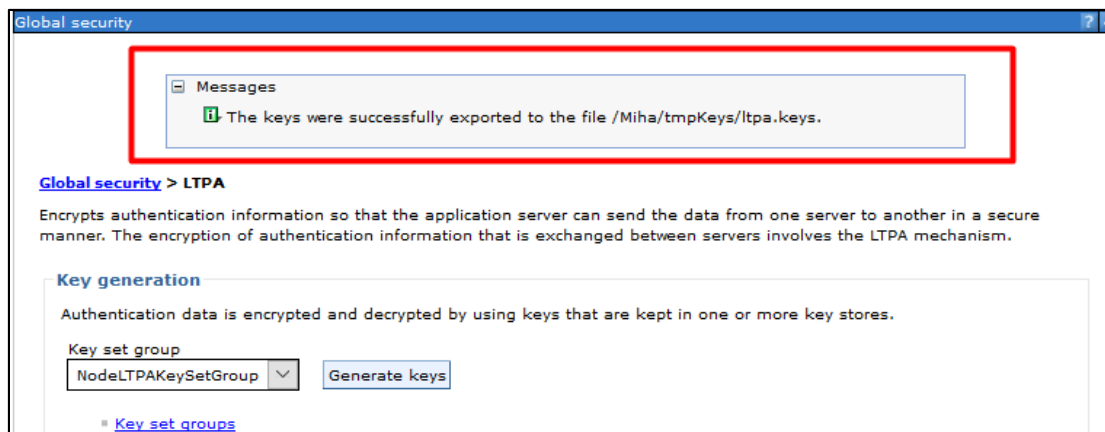 Global security
?
Messages
The keys were successfully exported to the file /Miha/tmpKeys/ltpa.keys.
Global security > LTPA
Encrypts authentication information so that the application server can send the data from one server to another in a secure
manner. The encryption of authentication information that is exchanged between servers involves the LTPA mechanism.
Key generation
Authentication data is encrypted and decrypted by using keys that are kept in one or more key stores.
Key set group
NodeLTPAKeySetGroup
Generate keys
Key set groups